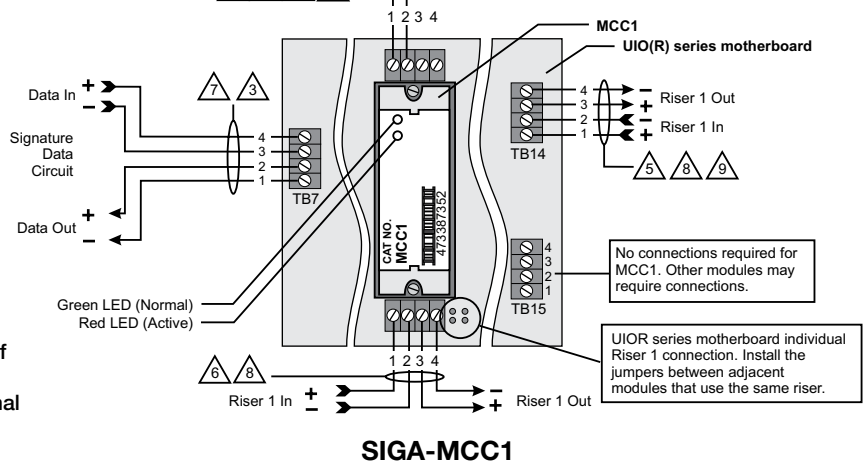 1 2 3 4
MCC1
UIO(R) series motherboard
Data In
+
−
7
3
Signature
Data
Circuit
4
3
2
1
TB7
Data Out
+
−
CAT NO.
MCC1
473387352
4
3
2
1
TB14
−
+
−
+
Riser 1 Out
Riser 1 In
5
8
9
4
3
2
1
TB15
No connections required for
MCC1. Other modules may
require connections.
Green LED (Normal)
Red LED (Active)
UIOR series motherboard individual
Riser 1 connection. Install the
jumpers between adjacent
modules that use the same riser.
1 2 3 4
6
8
Riser 1 In
+
−
−
+
Riser 1 Out
SIGA-MCC1